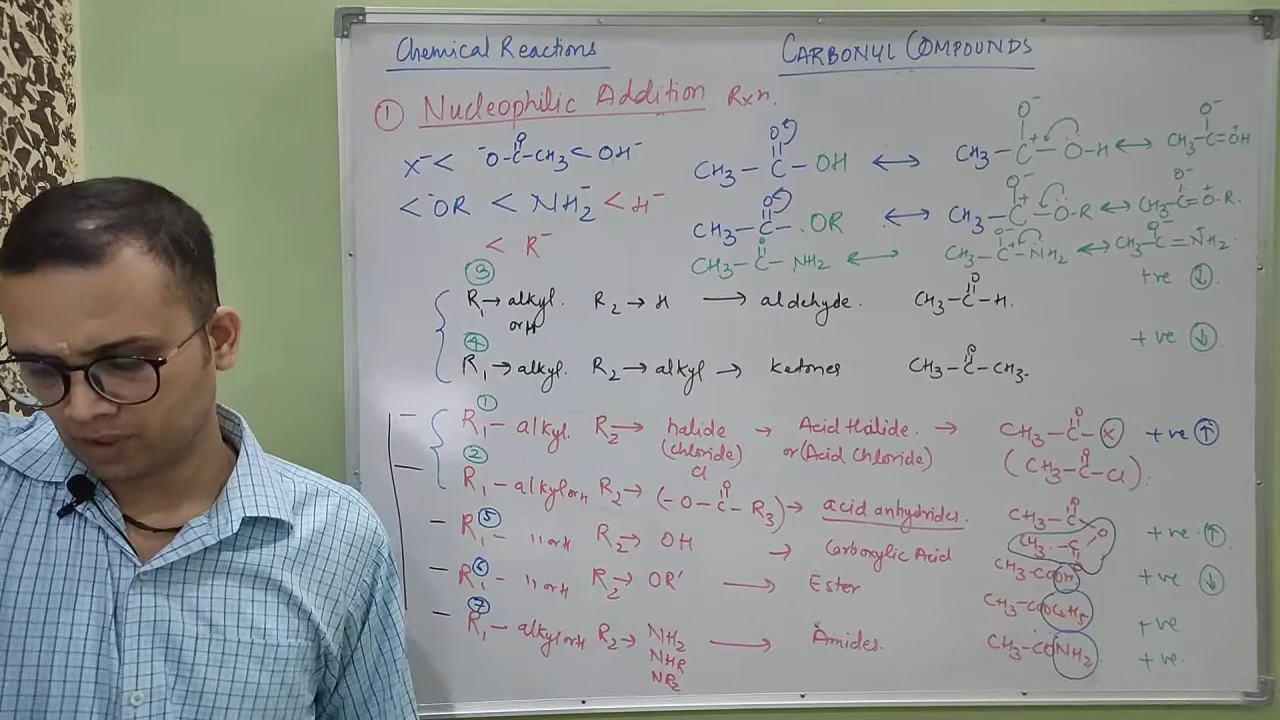 Chemical Reactions
CARBONYL COMPOUNDS
① Nucleophilic Addition Rxn.
X⁻ < ⁻O-C(=O)-CH₃ < OH⁻
< ⁻OR < NH₂⁻ < H⁻
< R⁻
CH₃-C(=O)-OH ↔ CH₃-C⁺(O⁻)-O-H ↔ CH₃-C(O⁻)=O⁺H
CH₃-C(=O)-OR ↔ CH₃-C⁺(O⁻)-O-R ↔ CH₃-C(O⁻)=O⁺-R.
CH₃-C(=O)-NH₂ ↔ CH₃-C⁺(O⁻)-NH₂ ↔ CH₃-C(O⁻)=N⁺H₂
+ve ↓
③ R₁→alkyl. or H R₂→H → aldehyde. CH₃-C(=O)-H.
+ve ↓
④ R₁→alkyl. R₂→alkyl → ketones CH₃-C(=O)-CH₃.
① R₁-alkyl. R₂→ halide (chloride) Cl → Acid Halide. or (Acid Chloride) → CH₃-C(=O)-X +ve ↑
(CH₃-C(=O)-Cl).
② R₁-alkyl or H R₂→(-O-C(=O)-R₃)→ acid anhydrides.
+ve ↑
⑤ R₁- " or H R₂→ OH → Carboxylic Acid CH₃-COOH +ve ↓
⑥ R₁- " or H R₂→ OR' → Ester CH₃-COOC₂H₅ +ve
⑦ R₁-alkyl or H R₂→ NH₂ → Amides. CH₃-CONH₂ +ve.
NHR
NR₂